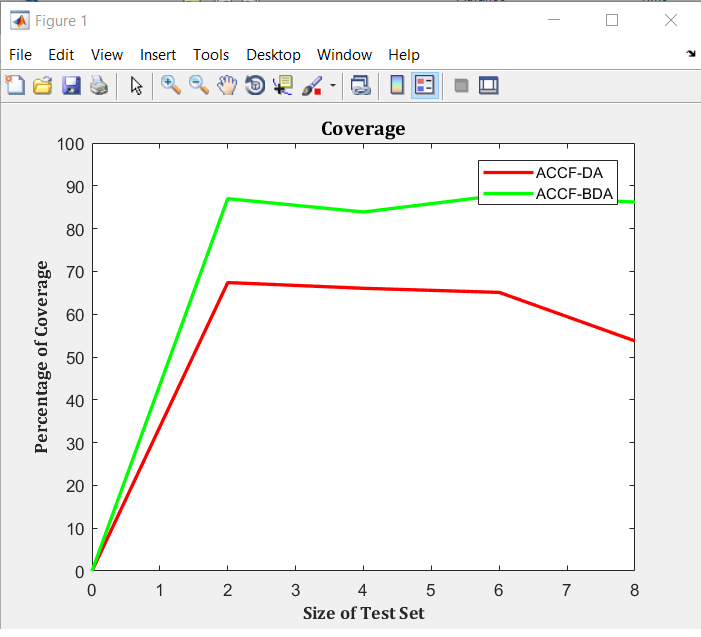 Figure 1
File Edit View Insert Tools Desktop Window Help
Coverage
100
90
80
70
60
50
40
30
20
10
0
Percentage of Coverage
ACCF-DA
ACCF-BDA
0 1 2 3 4 5 6 7 8
Size of Test Set